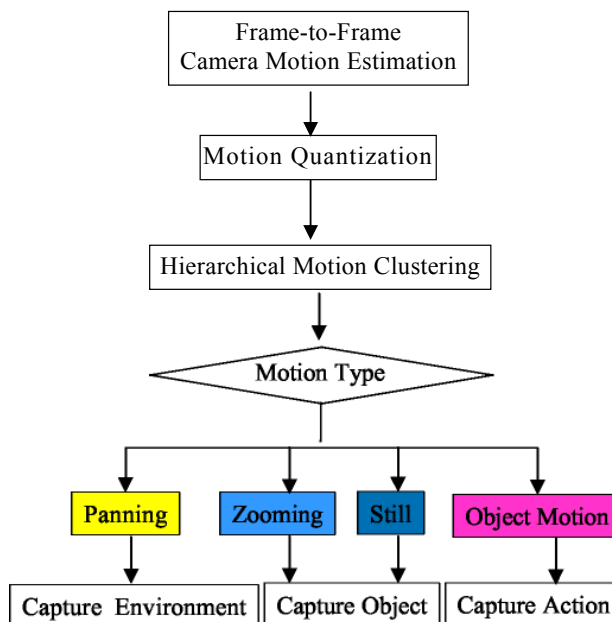 Frame-to-Frame
Camera Motion Estimation
Motion Quantization
Hierarchical Motion Clustering
Motion Type
Panning
Zooming
Still
Object Motion
Capture Environment
Capture Object
Capture Action